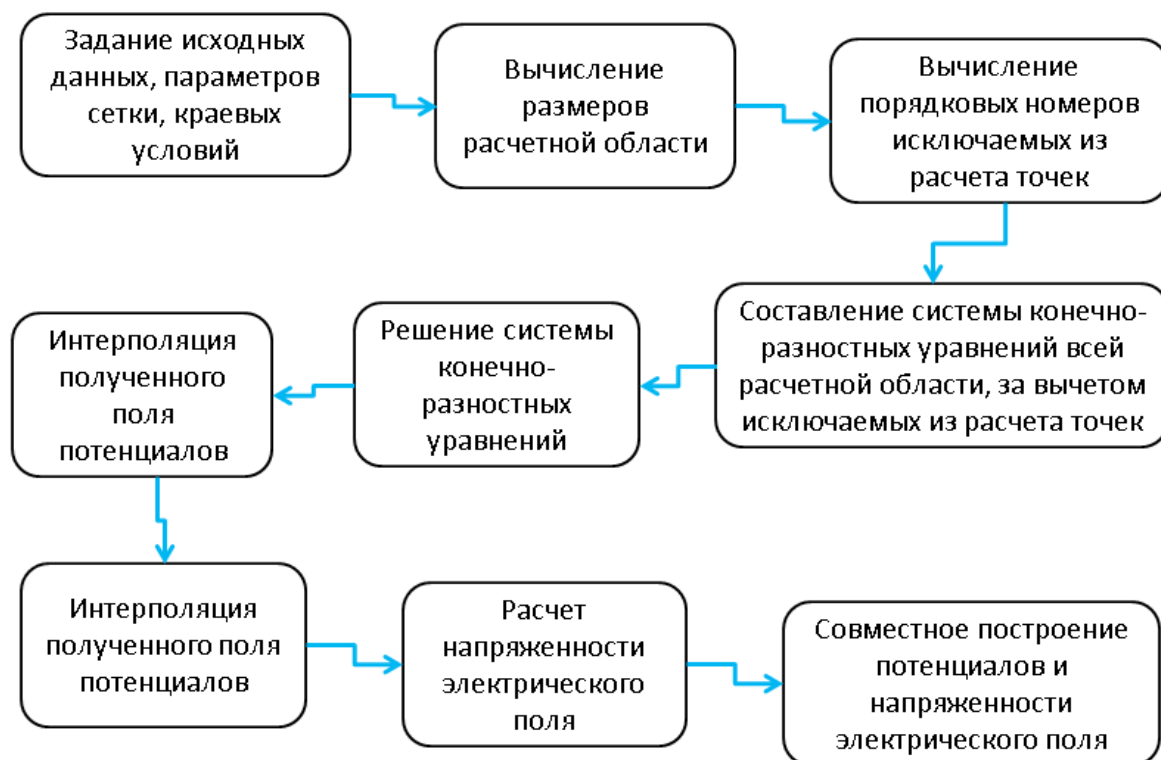 Задание исходных
данных, параметров
сетки, краевых
условий
Вычисление
размеров
расчетной области
Вычисление
порядковых номеров
исключаемых из
расчета точек
Составление системы конечно-
разностных уравнений всей
расчетной области, за вычетом
исключаемых из расчета точек
Решение системы
конечно-
разностных
уравнений
Интерполяция
полученного
поля
потенциалов
Интерполяция
полученного поля
потенциалов
Расчет
напряженности
электрического
поля
Совместное построение
потенциалов и
напряженности
электрического поля